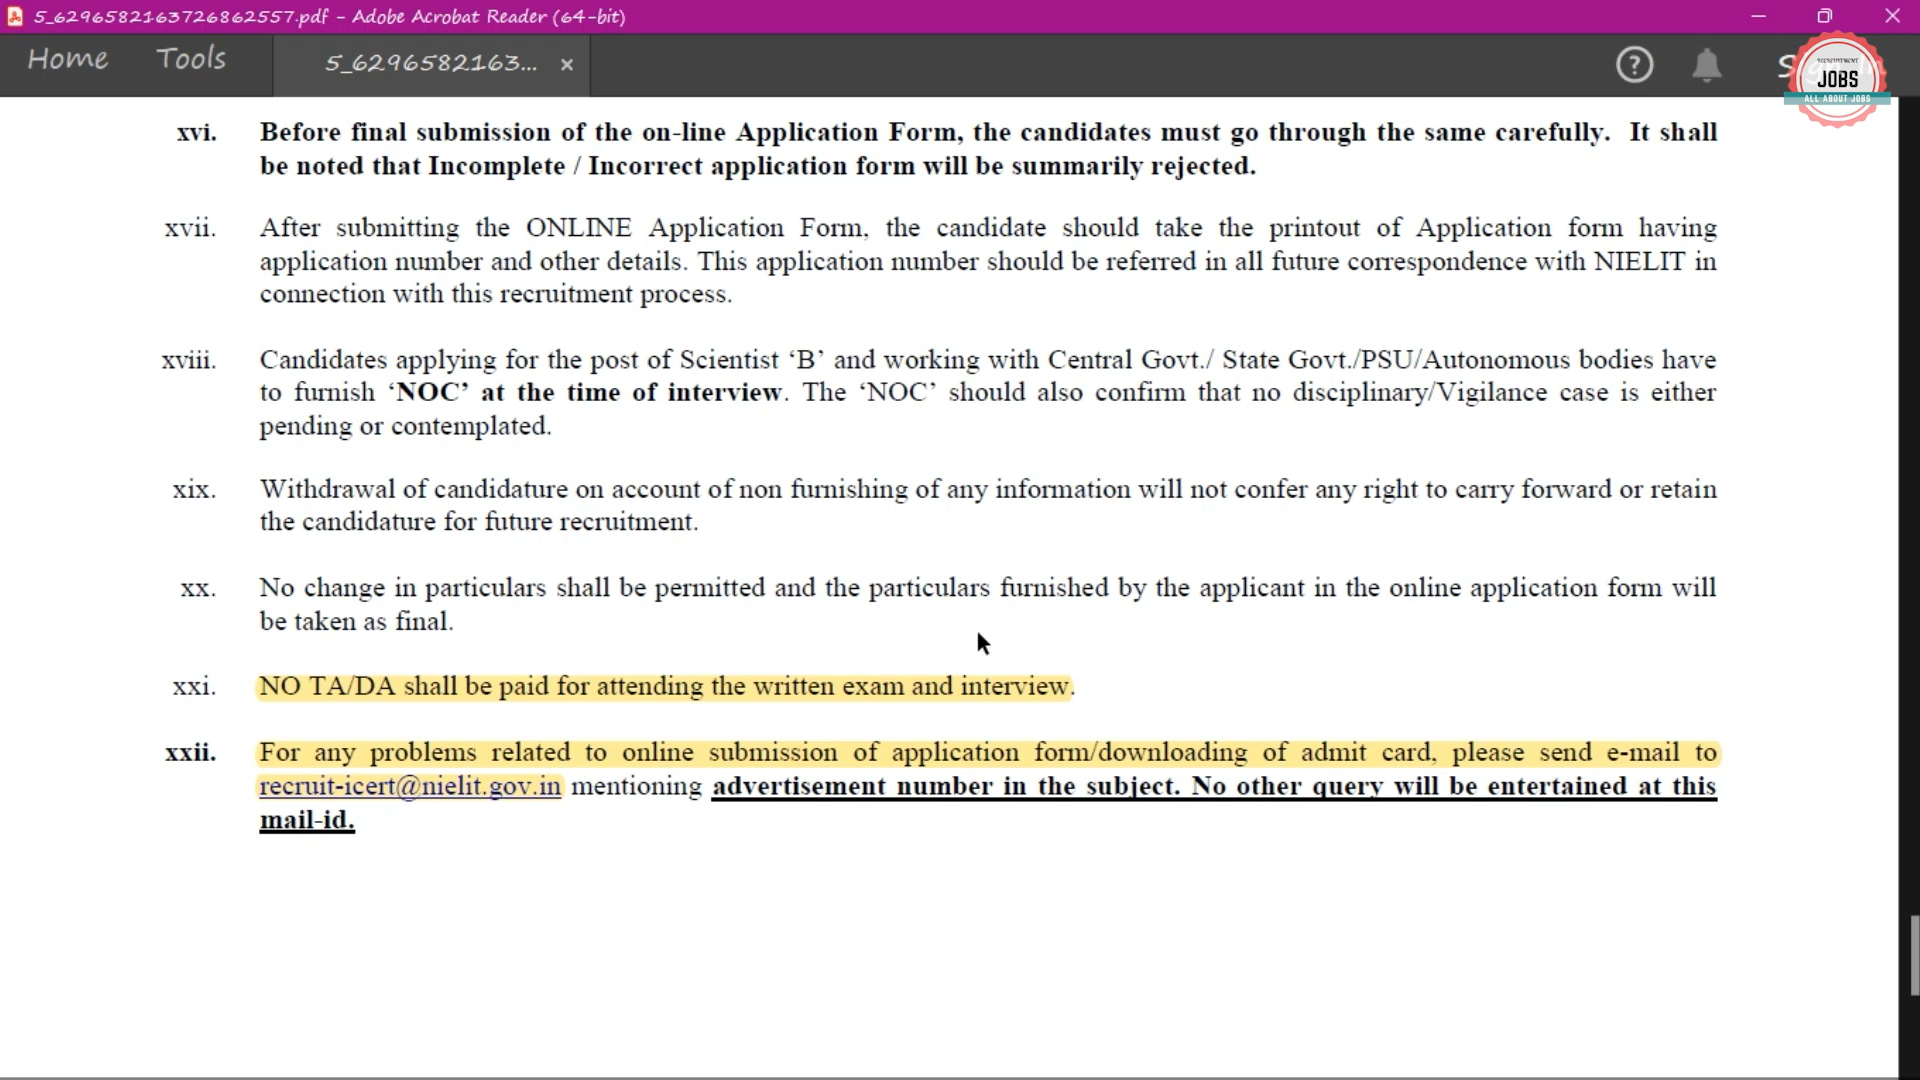 5_6296582163726862557.pdf - Adobe Acrobat Reader (64-bit)
Home Tools 5_6296582163... ×
RECRUITMENT
JOBS
ALL ABOUT JOBS
xvi. Before final submission of the on-line Application Form, the candidates must go through the same carefully. It shall
be noted that Incomplete / Incorrect application form will be summarily rejected.
xvii. After submitting the ONLINE Application Form, the candidate should take the printout of Application form having
application number and other details. This application number should be referred in all future correspondence with NIELIT in
connection with this recruitment process.
xviii. Candidates applying for the post of Scientist ‘B’ and working with Central Govt./ State Govt./PSU/Autonomous bodies have
to furnish ‘NOC’ at the time of interview. The ‘NOC’ should also confirm that no disciplinary/Vigilance case is either
pending or contemplated.
xix. Withdrawal of candidature on account of non furnishing of any information will not confer any right to carry forward or retain
the candidature for future recruitment.
xx. No change in particulars shall be permitted and the particulars furnished by the applicant in the online application form will
be taken as final.
xxi. NO TA/DA shall be paid for attending the written exam and interview.
xxii. For any problems related to online submission of application form/downloading of admit card, please send e-mail to
recruit-icert@nielit.gov.in mentioning advertisement number in the subject. No other query will be entertained at this
mail-id.